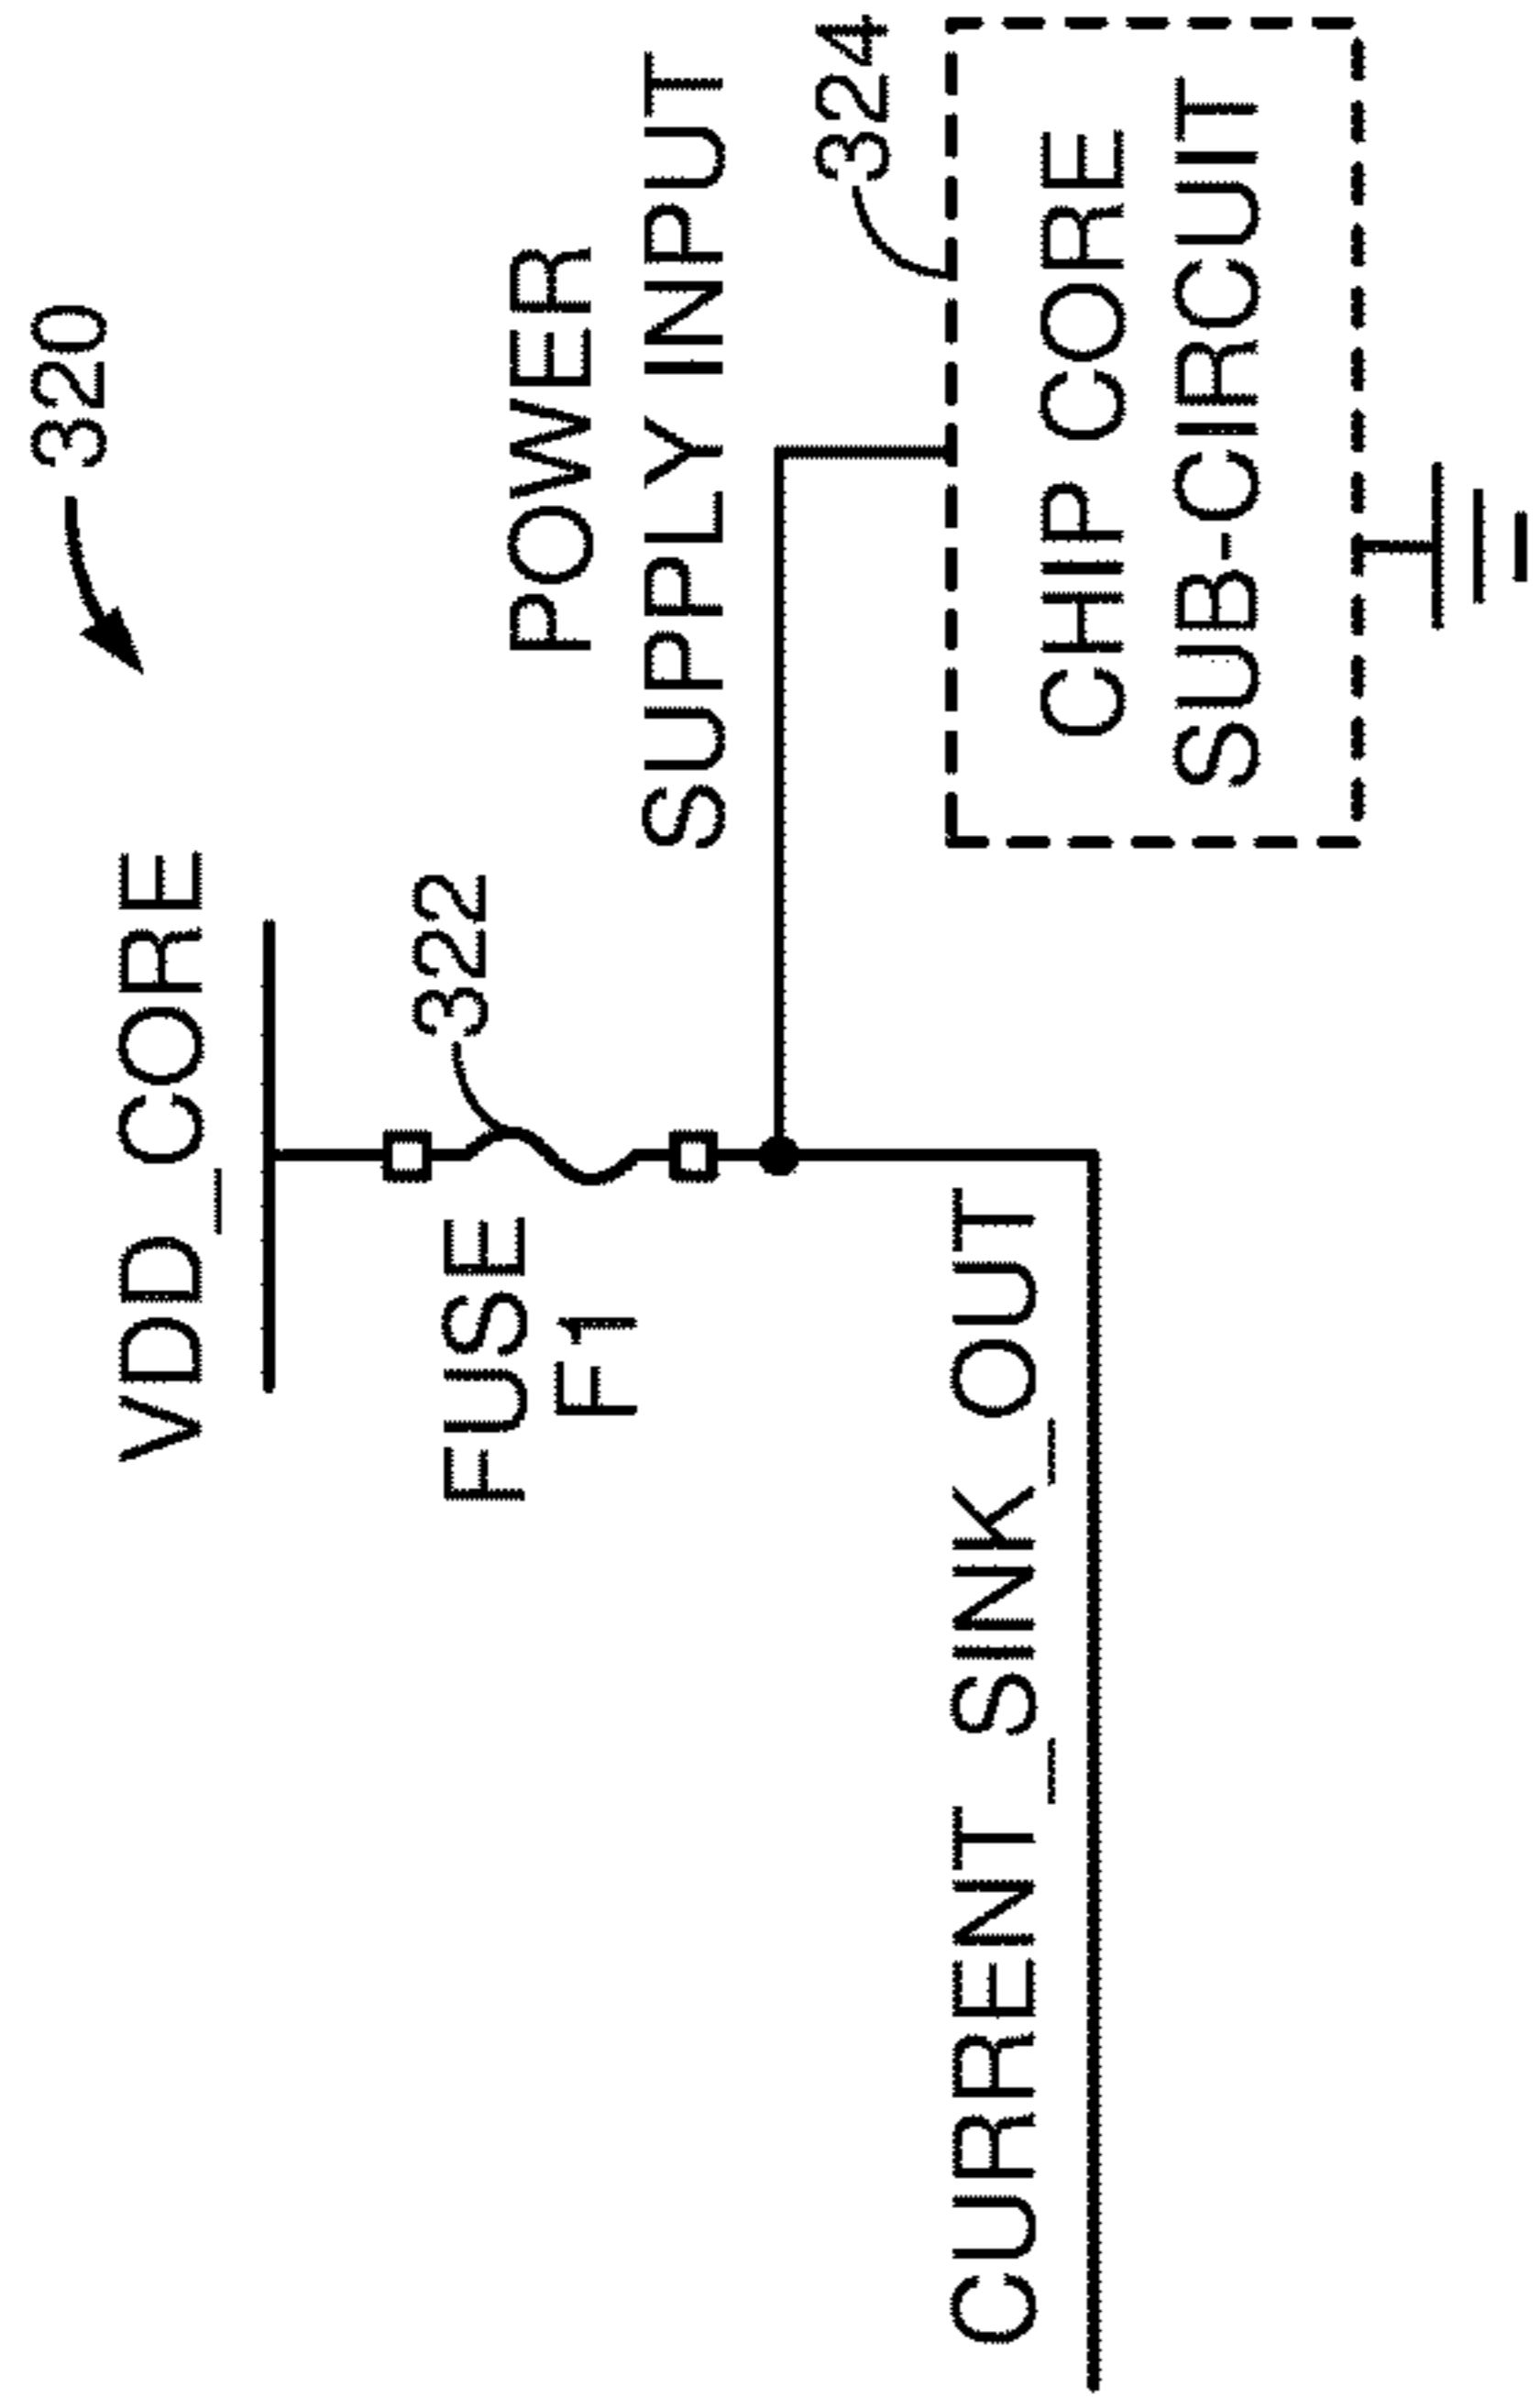 320
VDD_CORE
322
FUSE
F1
POWER
SUPPLY INPUT
324
CURRENT_SINK_OUT
CHIP CORE
SUB-CIRCUIT